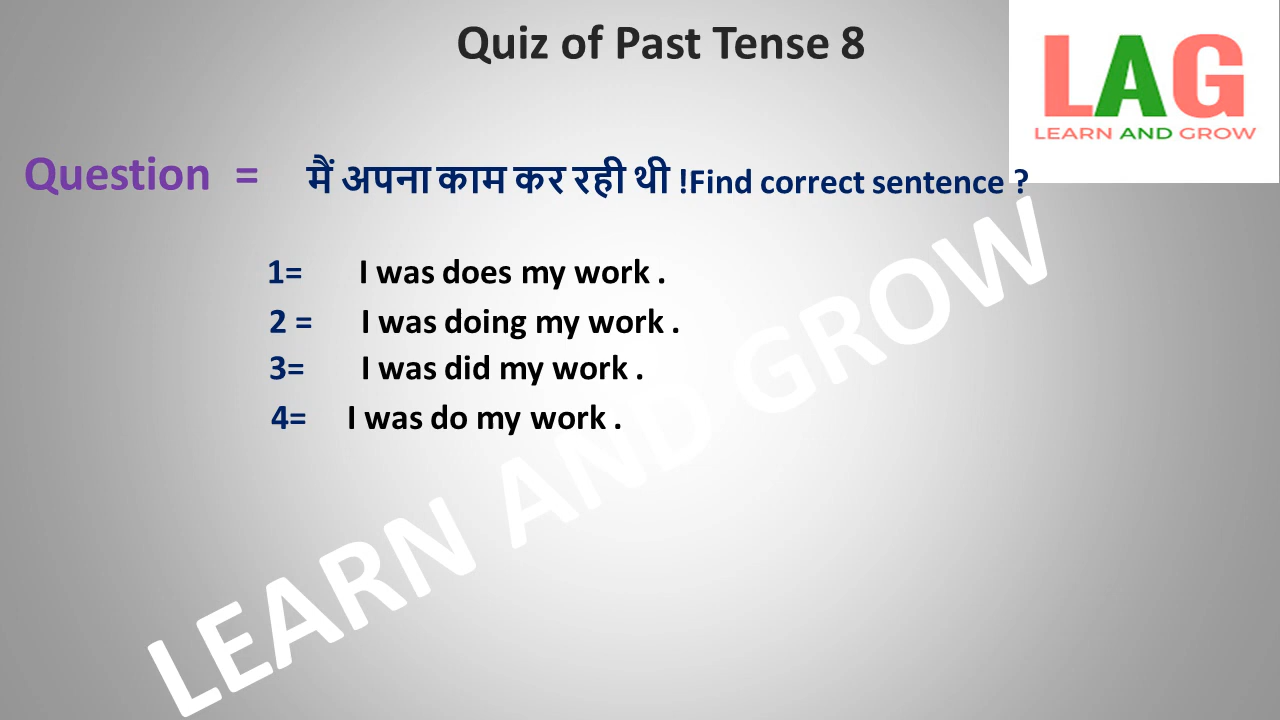 Quiz of Past Tense 8
LAG
LEARN AND GROW
Question = मैं अपना काम कर रही थी !Find correct sentence ?
1= I was does my work .
2 = I was doing my work .
3= I was did my work .
4= I was do my work .
LEARN AND GROW